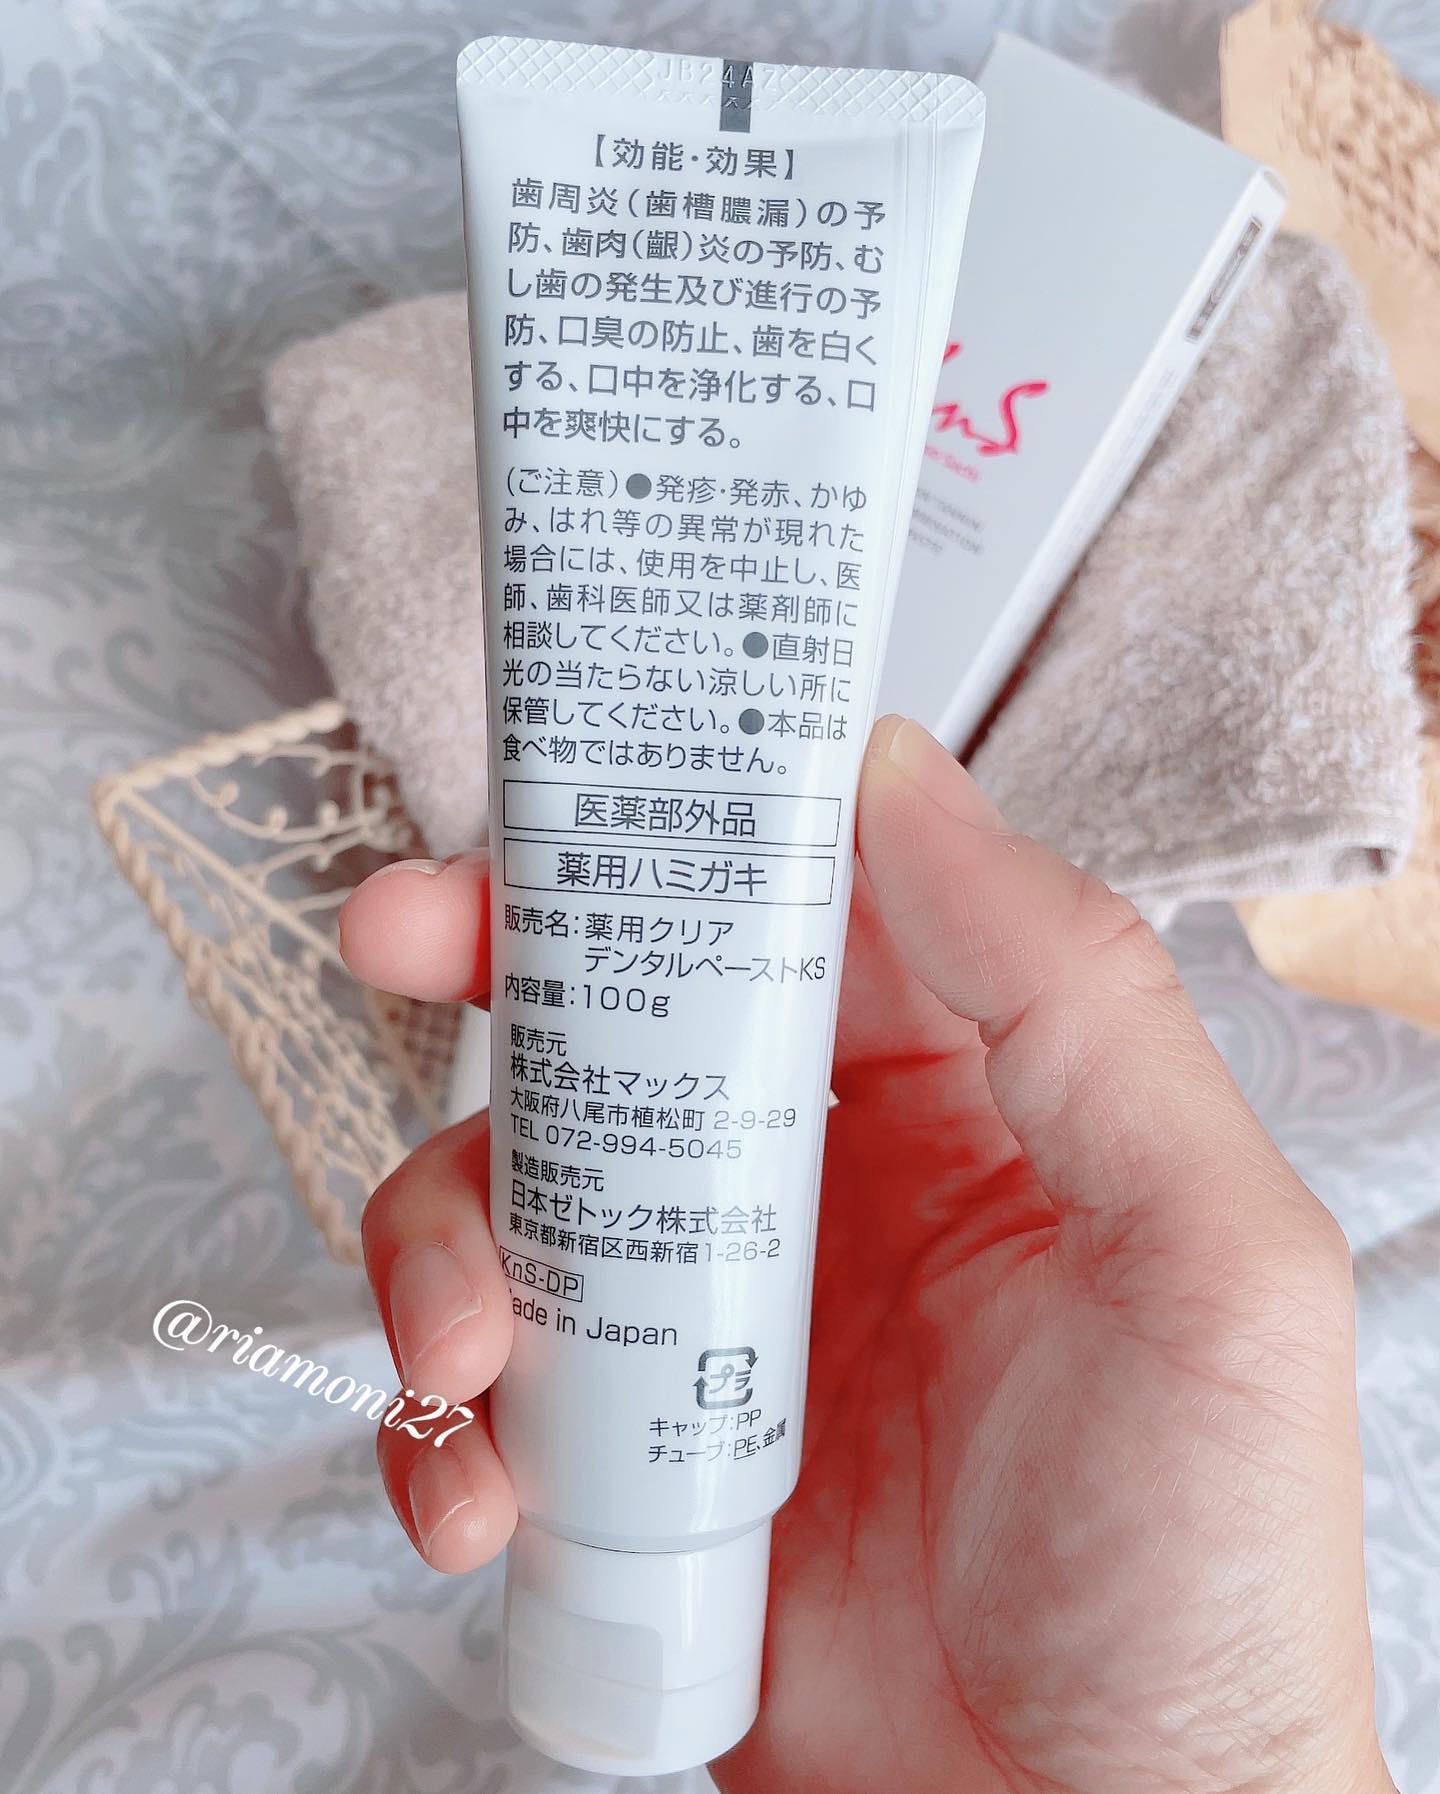 JB24A7
【効能・効果】
歯周炎(歯槽膿漏)の予
防、歯肉(齦)炎の予防、む
し歯の発生及び進行の予
防、口臭の防止、歯を白く
する、口中を浄化する、口
中を爽快にする。
(ご注意)●発疹・発赤、かゆ
み、はれ等の異常が現れた
場合には、使用を中止し、医
師、歯科医師又は薬剤師に
相談してください。●直射日
光の当たらない涼しい所に
保管してください。●本品は
食べ物ではありません。
医薬部外品
薬用ハミガキ
販売名:薬用クリア
デンタルペーストKS
内容量:100g
販売元
株式会社マックス
大阪府八尾市植松町 2-9-29
TEL 072-994-5045
製造販売元
日本ゼトック株式会社
東京都新宿区西新宿1-26-2
KnS-DP
ade in Japan
プラ
キャップ:PP
チューブ:PE、金属
@riamoni27